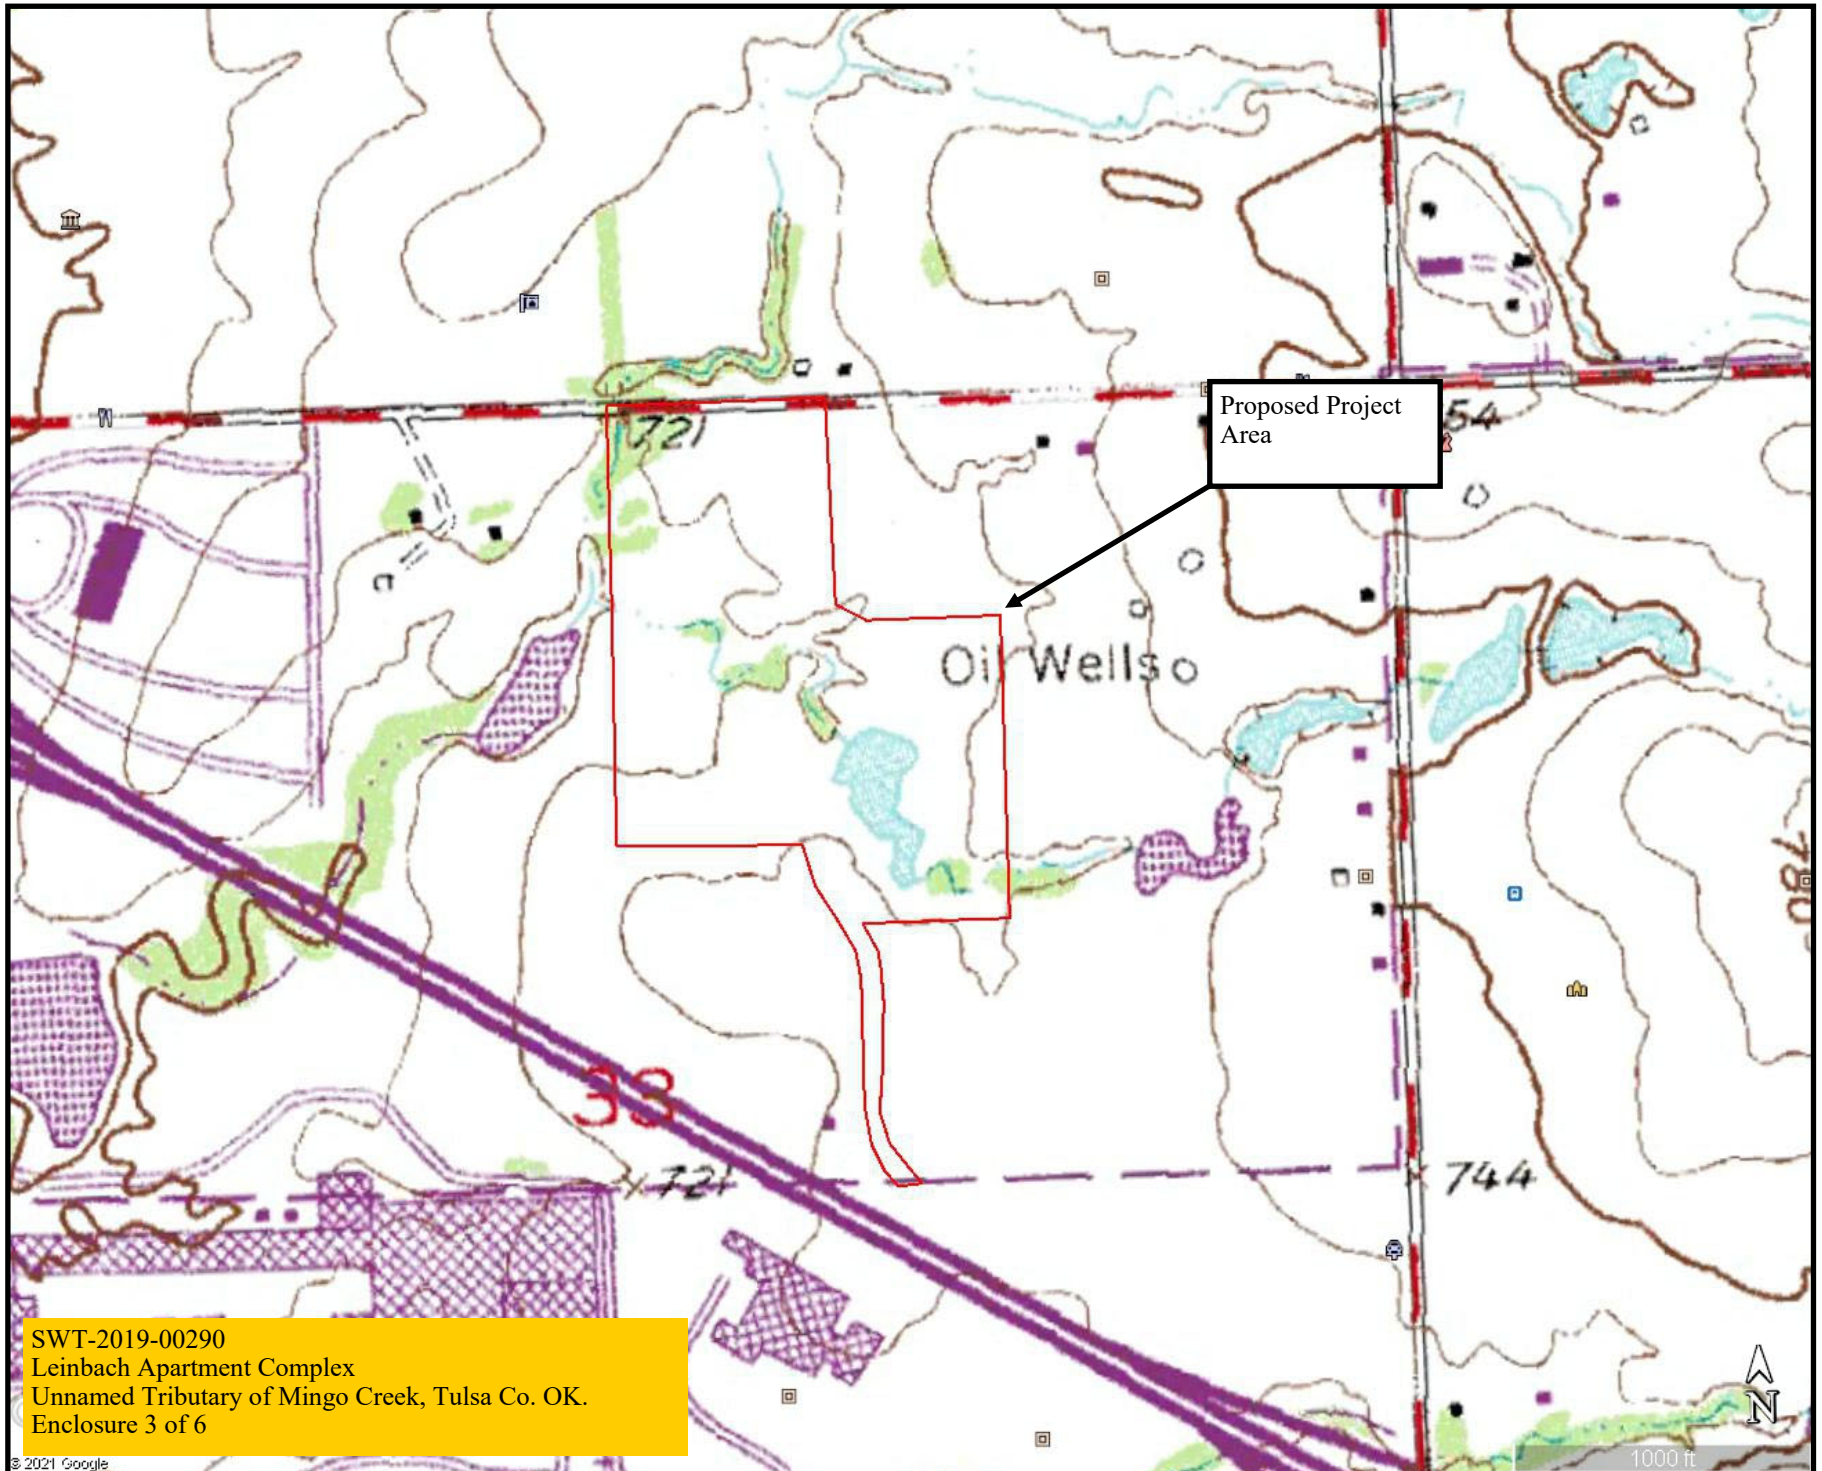 721
Proposed Project
Area
54
Oil Wells
33
721
744
SWT-2019-00290
Leinbach Apartment Complex
Unnamed Tributary of Mingo Creek, Tulsa Co. OK.
Enclosure 3 of 6
N
1000 ft
© 2021 Google